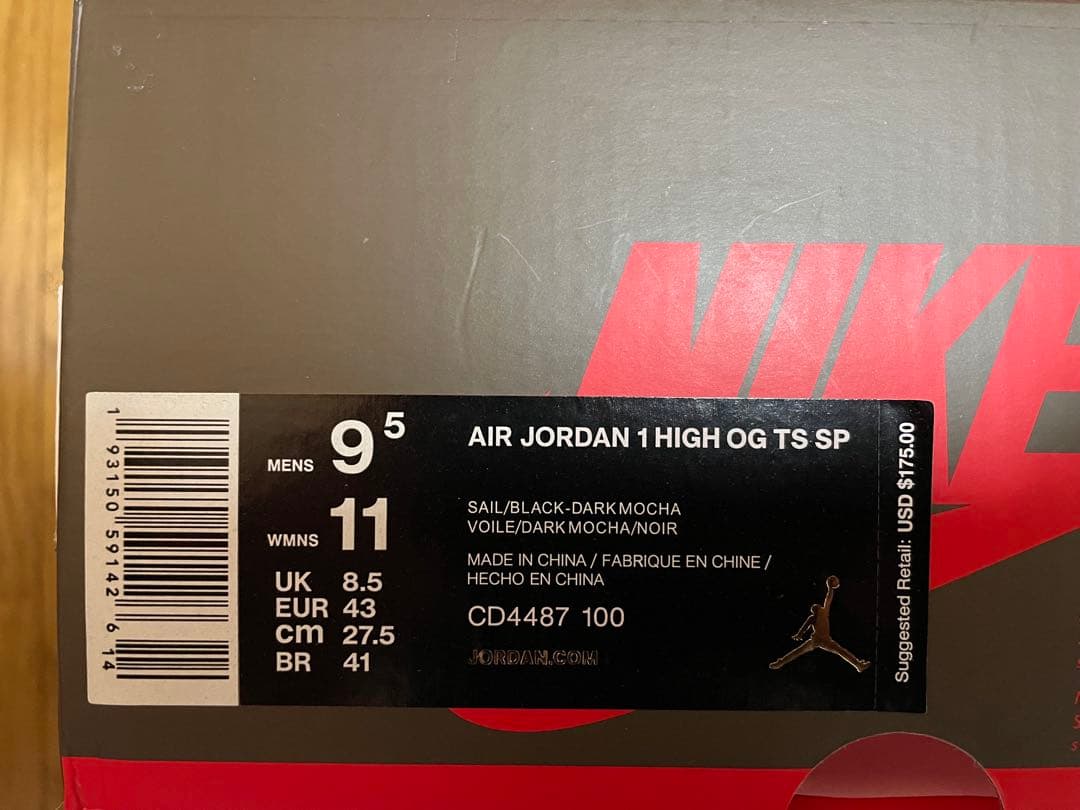 NIKE
1 93150 59142 6 14
MENS 9 5
WMNS 11
UK 8.5
EUR 43
cm 27.5
BR 41
AIR JORDAN 1 HIGH OG TS SP
SAIL/BLACK-DARK MOCHA
VOILE/DARK MOCHA/NOIR
MADE IN CHINA / FABRIQUE EN CHINE /
HECHO EN CHINA
CD4487 100
JORDAN.COM
Suggested Retail: USD $175.00